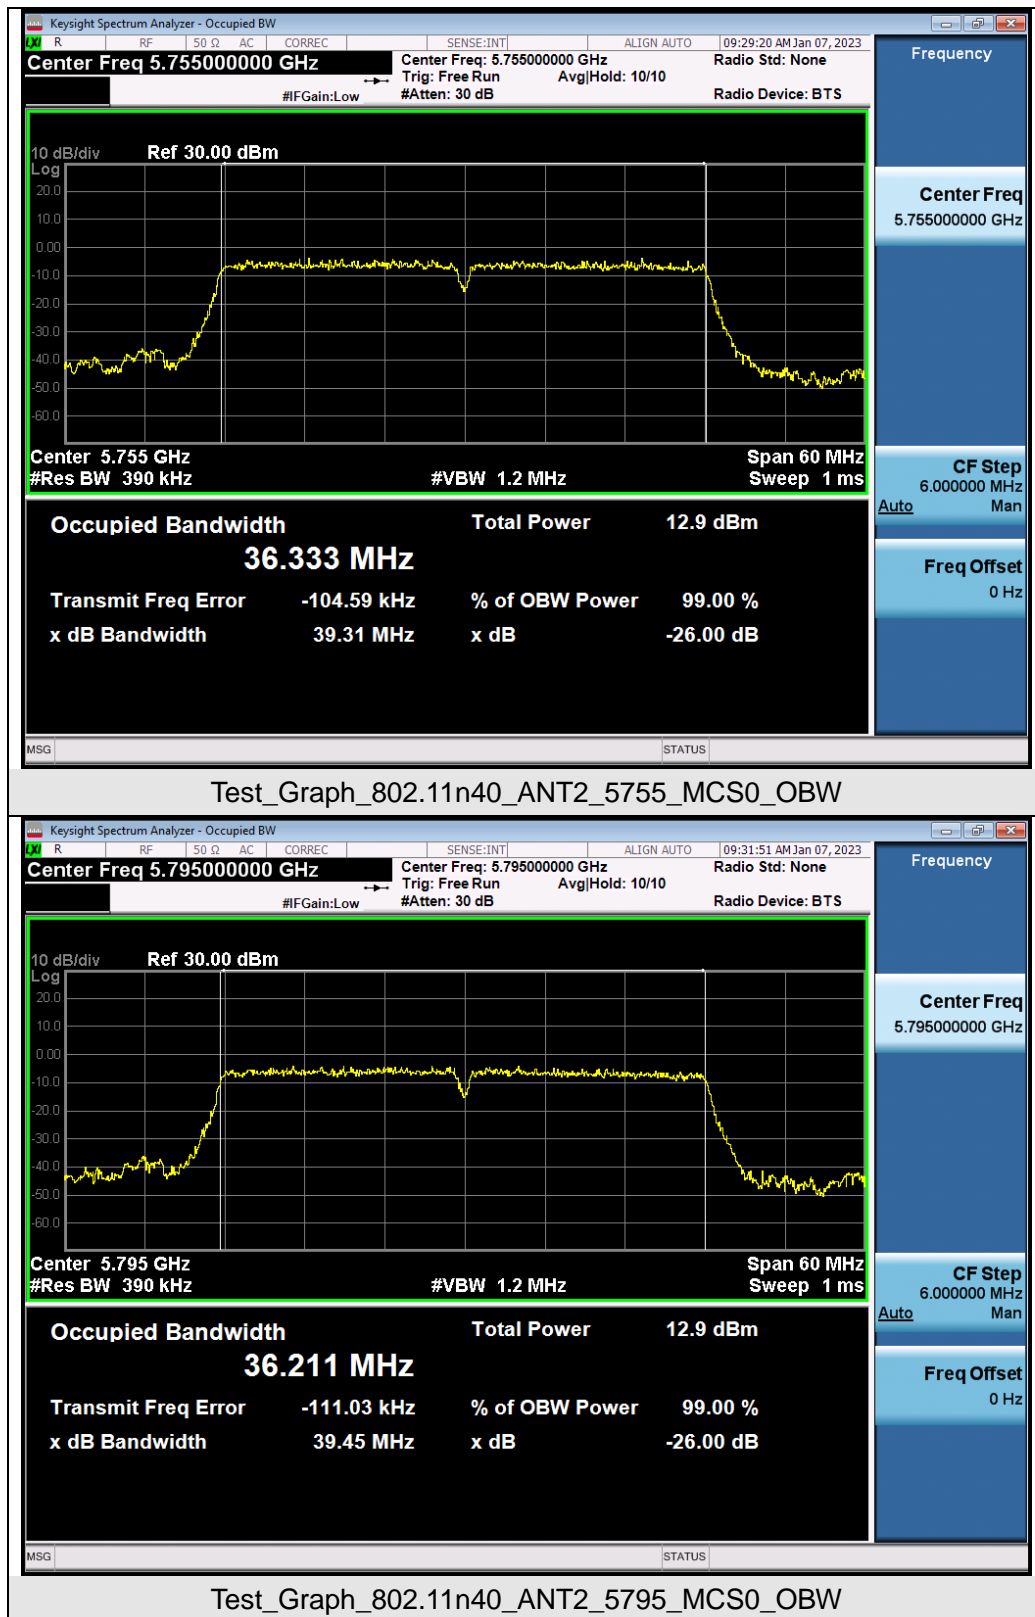 Keysight Spectrum Analyzer - Occupied BW
LXI R RF 50 Ω AC CORREC SENSE:INT ALIGN AUTO 09:29:20 AM Jan 07, 2023
Center Freq 5.755000000 GHz
Center Freq: 5.755000000 GHz
Radio Std: None
Trig: Free Run Avg|Hold: 10/10
#IFGain:Low
#Atten: 30 dB
Radio Device: BTS
Frequency
10 dB/div Ref 30.00 dBm
Log
20.0
10.0
0.00
-10.0
-20.0
-30.0
-40.0
-50.0
-60.0
Center 5.755 GHz Span 60 MHz
#Res BW 390 kHz #VBW 1.2 MHz Sweep 1 ms
Center Freq
5.755000000 GHz
CF Step
6.000000 MHz
Auto Man
Freq Offset
0 Hz
Occupied Bandwidth Total Power 12.9 dBm
36.333 MHz
Transmit Freq Error -104.59 kHz % of OBW Power 99.00 %
x dB Bandwidth 39.31 MHz x dB -26.00 dB
MSG STATUS
Test_Graph_802.11n40_ANT2_5755_MCS0_OBW
Keysight Spectrum Analyzer - Occupied BW
LXI R RF 50 Ω AC CORREC SENSE:INT ALIGN AUTO 09:31:51 AM Jan 07, 2023
Center Freq 5.795000000 GHz
Center Freq: 5.795000000 GHz
Radio Std: None
Trig: Free Run Avg|Hold: 10/10
#IFGain:Low
#Atten: 30 dB
Radio Device: BTS
Frequency
10 dB/div Ref 30.00 dBm
Log
20.0
10.0
0.00
-10.0
-20.0
-30.0
-40.0
-50.0
-60.0
Center 5.795 GHz Span 60 MHz
#Res BW 390 kHz #VBW 1.2 MHz Sweep 1 ms
Center Freq
5.795000000 GHz
CF Step
6.000000 MHz
Auto Man
Freq Offset
0 Hz
Occupied Bandwidth Total Power 12.9 dBm
36.211 MHz
Transmit Freq Error -111.03 kHz % of OBW Power 99.00 %
x dB Bandwidth 39.45 MHz x dB -26.00 dB
MSG STATUS
Test_Graph_802.11n40_ANT2_5795_MCS0_OBW